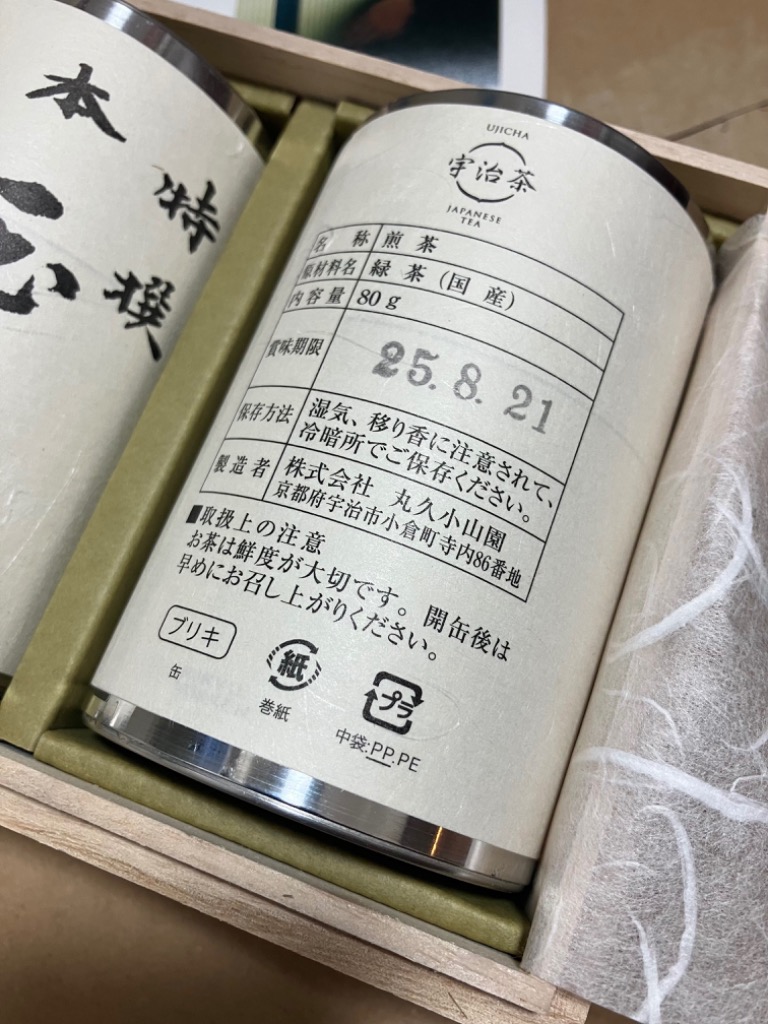 本
特撰
UJICHA
宇治茶
JAPANESE
TEA
名称 煎茶
原材料名 緑茶(国産)
内容量 80g
賞味期限 25.8.21
保存方法 湿気、移り香に注意されて、
冷暗所でご保存ください。
製造者 株式会社 丸久小山園
京都府宇治市小倉町寺内86番地
■取扱上の注意
お茶は鮮度が大切です。開缶後は
早めにお召し上がりください。
ブリキ
缶
紙
巻紙
プラ
中袋:PP.PE